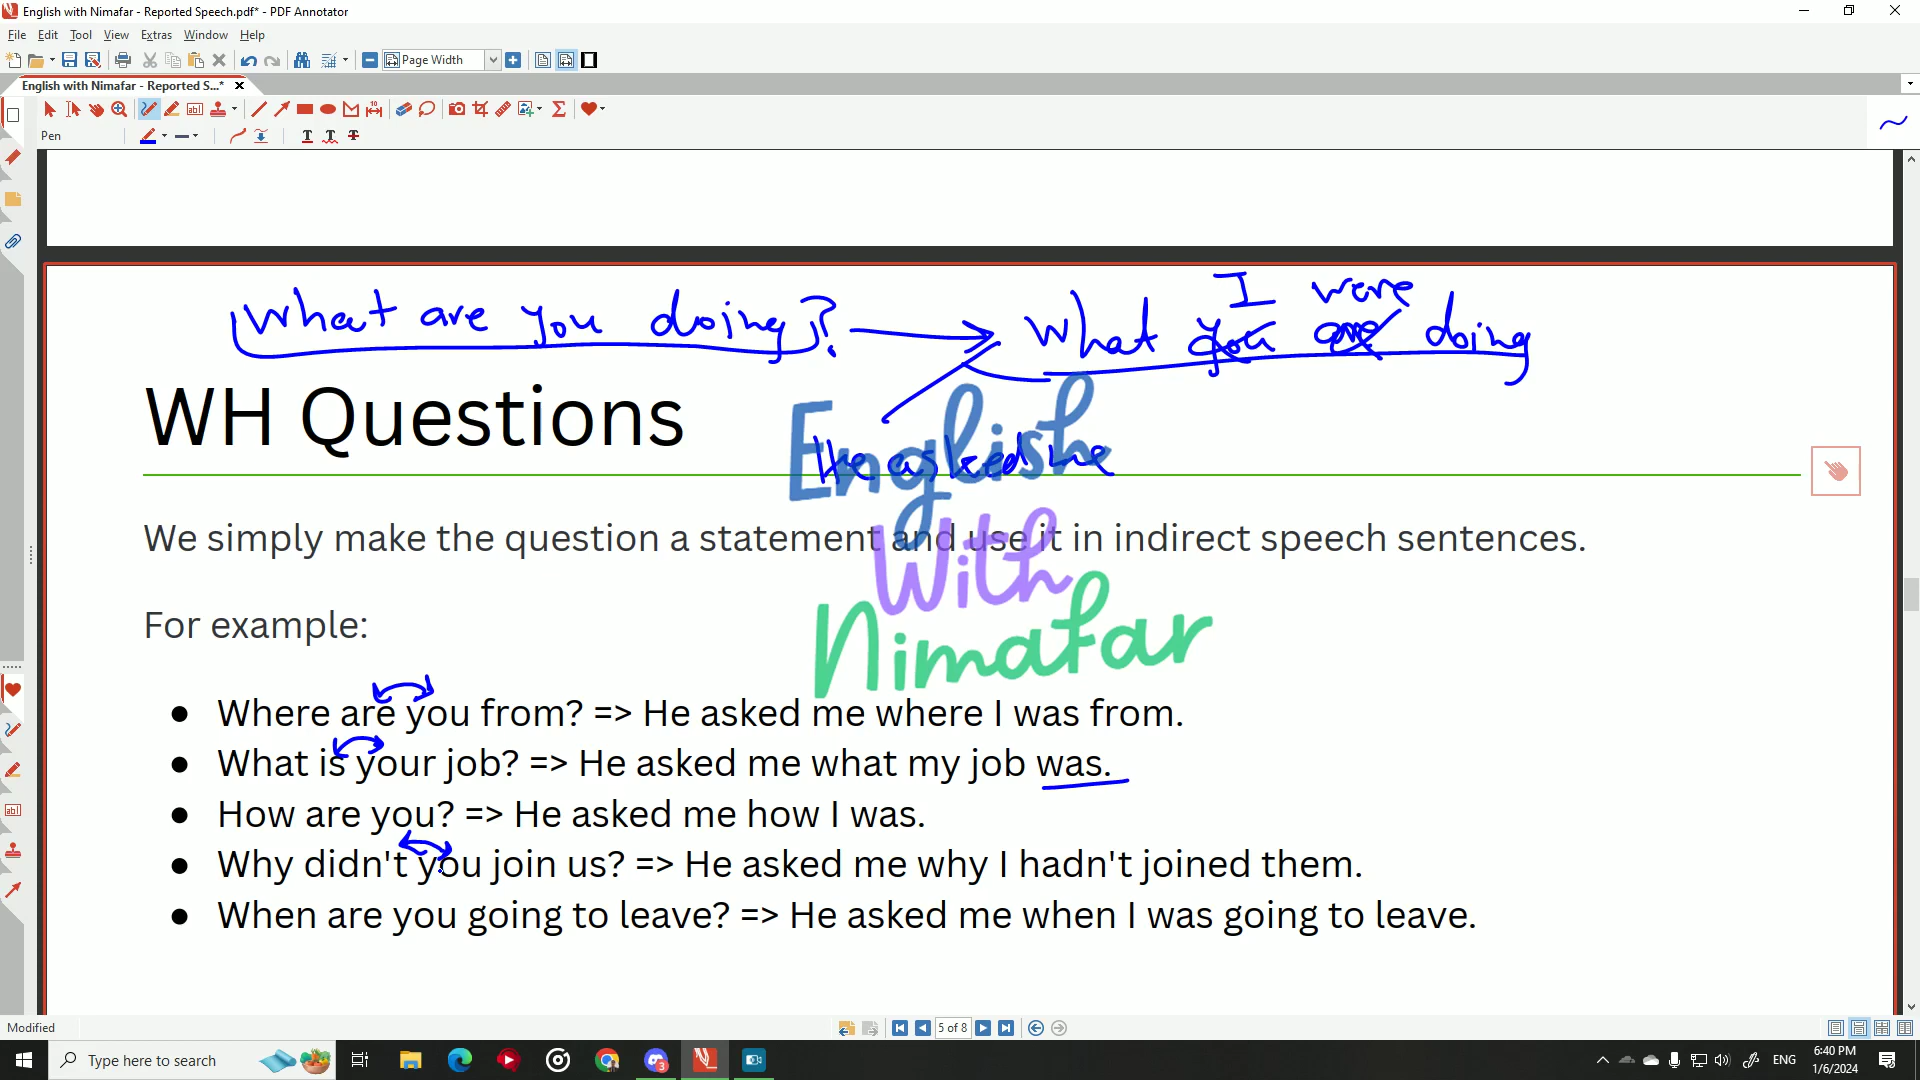 English with Nimafar - Reported Speech.pdf* - PDF Annotator
File Edit Tool View Extras Window Help
Page Width
English with Nimafar - Reported S...*
Pen
I were
What are you doing? What you are doing
WH Questions
He asked me
English
With
Nimafar
We simply make the question a statement and use it in indirect speech sentences.
For example:
● Where are you from? => He asked me where I was from.
● What is your job? => He asked me what my job was.
● How are you? => He asked me how I was.
● Why didn't you join us? => He asked me why I hadn't joined them.
● When are you going to leave? => He asked me when I was going to leave.
Modified
5 of 8
Type here to search
3
ENG
6:40 PM
1/6/2024